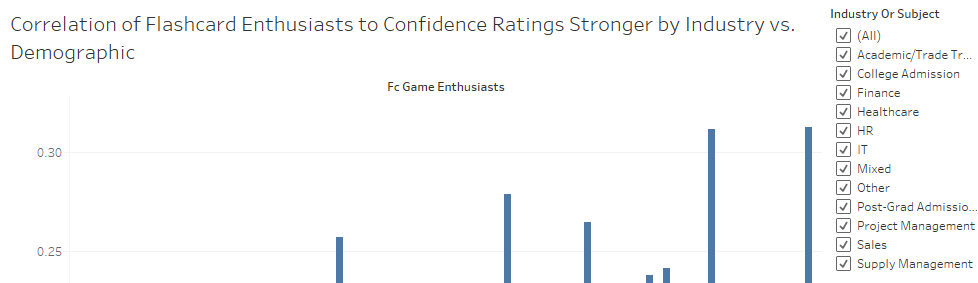 Correlation of Flashcard Enthusiasts to Confidence Ratings Stronger by Industry vs.
Demographic
Fc Game Enthusiasts
0.30
0.25
Industry Or Subject
(All)
Academic/Trade Tr...
College Admission
Finance
Healthcare
HR
IT
Mixed
Other
Post-Grad Admissio...
Project Management
Sales
Supply Management